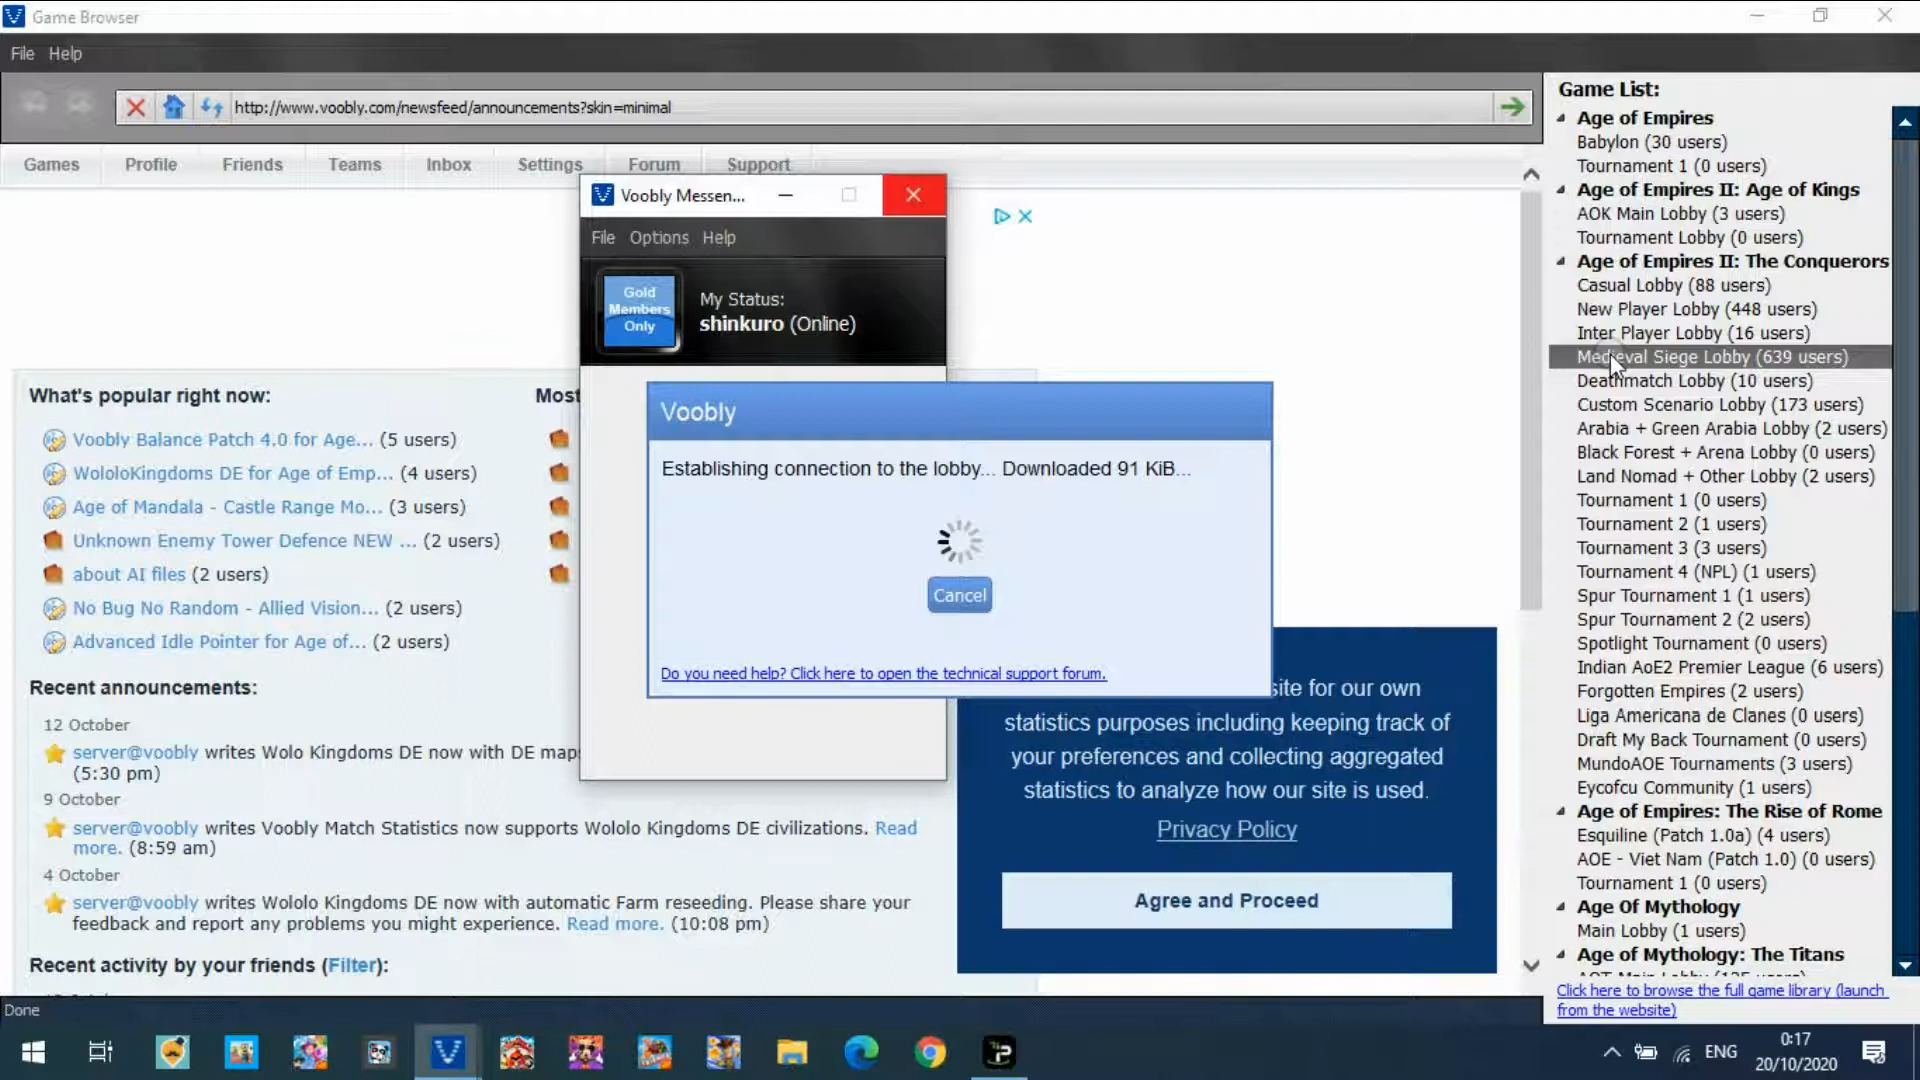 Game Browser
File Help
http://www.voobly.com/newsfeed/announcements?skin=minimal
Games Profile Friends Teams Inbox Settings Forum Support
Voobly Messen...
File Options Help
Gold
Members
Only
My Status:
shinkuro (Online)
Voobly
Establishing connection to the lobby... Downloaded 91 KiB...
Cancel
Do you need help? Click here to open the technical support forum.
What's popular right now:
Most
Voobly Balance Patch 4.0 for Age... (5 users)
WololoKingdoms DE for Age of Emp... (4 users)
Age of Mandala - Castle Range Mo... (3 users)
Unknown Enemy Tower Defence NEW ... (2 users)
about AI files (2 users)
No Bug No Random - Allied Vision... (2 users)
Advanced Idle Pointer for Age of... (2 users)
Recent announcements:
12 October
server@voobly writes Wolo Kingdoms DE now with DE maps
(5:30 pm)
9 October
server@voobly writes Voobly Match Statistics now supports Wololo Kingdoms DE civilizations. Read
more. (8:59 am)
4 October
server@voobly writes Wololo Kingdoms DE now with automatic Farm reseeding. Please share your
feedback and report any problems you might experience. Read more. (10:08 pm)
Recent activity by your friends (Filter):
site for our own
statistics purposes including keeping track of
your preferences and collecting aggregated
statistics to analyze how our site is used.
Privacy Policy
Agree and Proceed
Game List:
Age of Empires
Babylon (30 users)
Tournament 1 (0 users)
Age of Empires II: Age of Kings
AOK Main Lobby (3 users)
Tournament Lobby (0 users)
Age of Empires II: The Conquerors
Casual Lobby (88 users)
New Player Lobby (448 users)
Inter Player Lobby (16 users)
Medieval Siege Lobby (639 users)
Deathmatch Lobby (10 users)
Custom Scenario Lobby (173 users)
Arabia + Green Arabia Lobby (2 users)
Black Forest + Arena Lobby (0 users)
Land Nomad + Other Lobby (2 users)
Tournament 1 (0 users)
Tournament 2 (1 users)
Tournament 3 (3 users)
Tournament 4 (NPL) (1 users)
Spur Tournament 1 (1 users)
Spur Tournament 2 (2 users)
Spotlight Tournament (0 users)
Indian AoE2 Premier League (6 users)
Forgotten Empires (2 users)
Liga Americana de Clanes (0 users)
Draft My Back Tournament (0 users)
MundoAOE Tournaments (3 users)
Eycofcu Community (1 users)
Age of Empires: The Rise of Rome
Esquiline (Patch 1.0a) (4 users)
AOE - Viet Nam (Patch 1.0) (0 users)
Tournament 1 (0 users)
Age Of Mythology
Main Lobby (1 users)
Age of Mythology: The Titans
Click here to browse the full game library (launch
from the website)
Done
ENG
0:17
20/10/2020